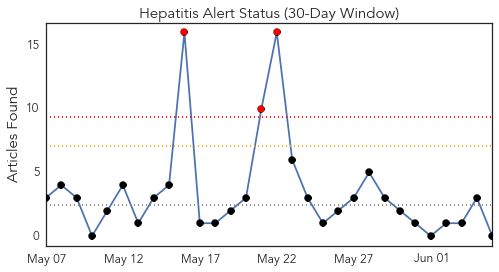 Hepatitis Alert Status (30-Day Window)
Articles Found
15
10
5
0
May 07 May 12 May 17 May 22 May 27 Jun 01